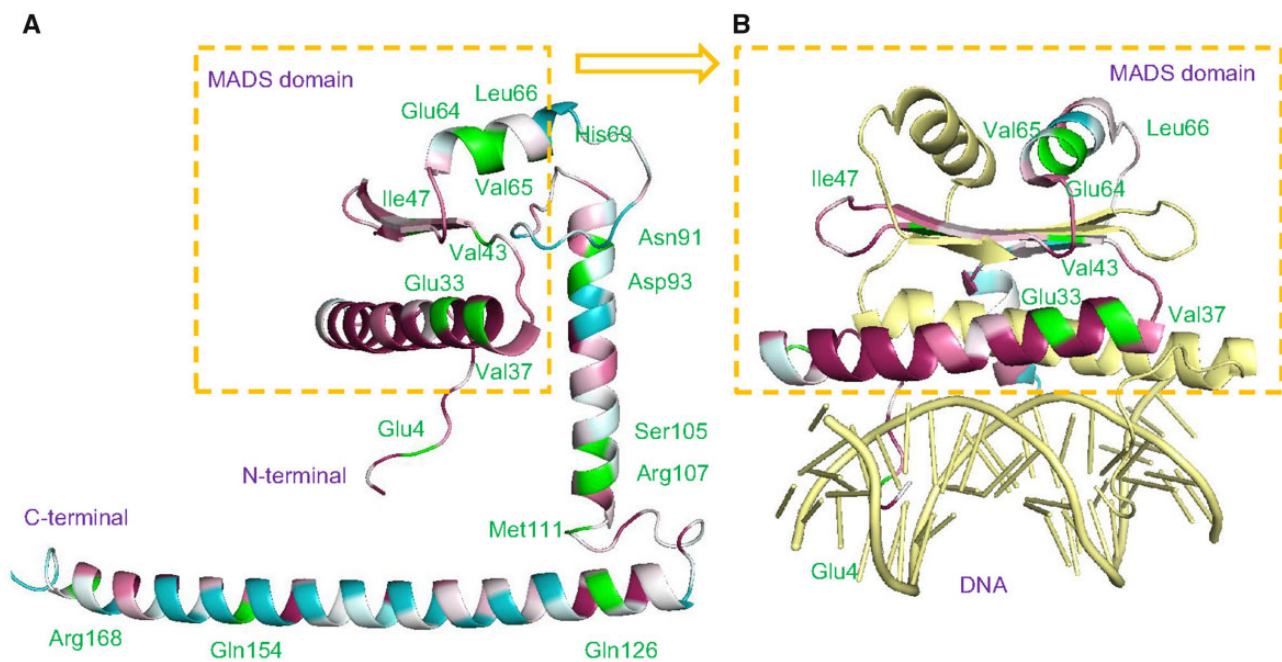 A
MADS domain
Leu66
Glu64
His69
Val65
Ile47
Val43
Asn91
Asp93
Glu33
Val37
Glu4
N-terminal
Ser105
Arg107
Met111
C-terminal
Arg168
Gln154
Gln126
B
MADS domain
Val65
Leu66
Ile47
Glu64
Val43
Glu33
Val37
Glu4
DNA